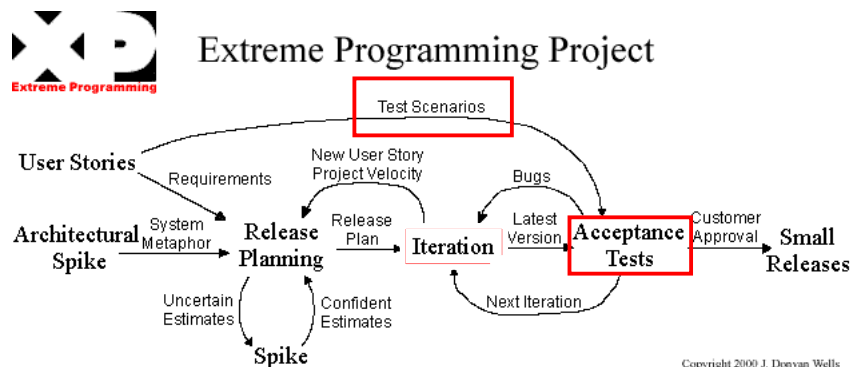 XP
Extreme Programming
Extreme Programming Project
Test Scenarios
User Stories
New User Story
Project Velocity
Bugs
Requirements
Architectural
Spike
System
Metaphor
Release
Planning
Release
Plan
Iteration
Latest
Version
Acceptance
Tests
Customer
Approval
Small
Releases
Uncertain
Estimates
Confident
Estimates
Next Iteration
Spike
Copyright 2000 J. Donvan Wells